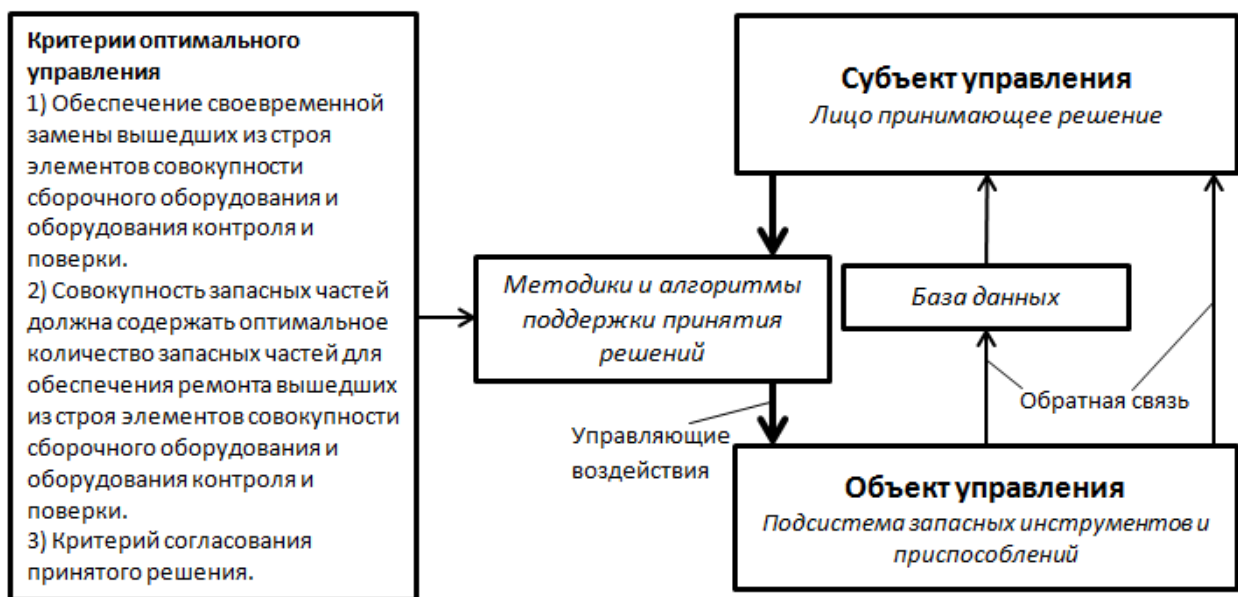 Критерии оптимального
управления
1) Обеспечение своевременной
замены вышедших из строя
элементов совокупности
сборочного оборудования и
оборудования контроля и
поверки.
2) Совокупность запасных частей
должна содержать оптимальное
количество запасных частей для
обеспечения ремонта вышедших
из строя элементов совокупности
сборочного оборудования и
оборудования контроля и
поверки.
3) Критерий согласования
принятого решения.
Субъект управления
Лицо принимающее решение
Методики и алгоритмы
поддержки принятия
решений
База данных
Обратная связь
Управляющие
воздействия
Объект управления
Подсистема запасных инструментов и
приспособлений